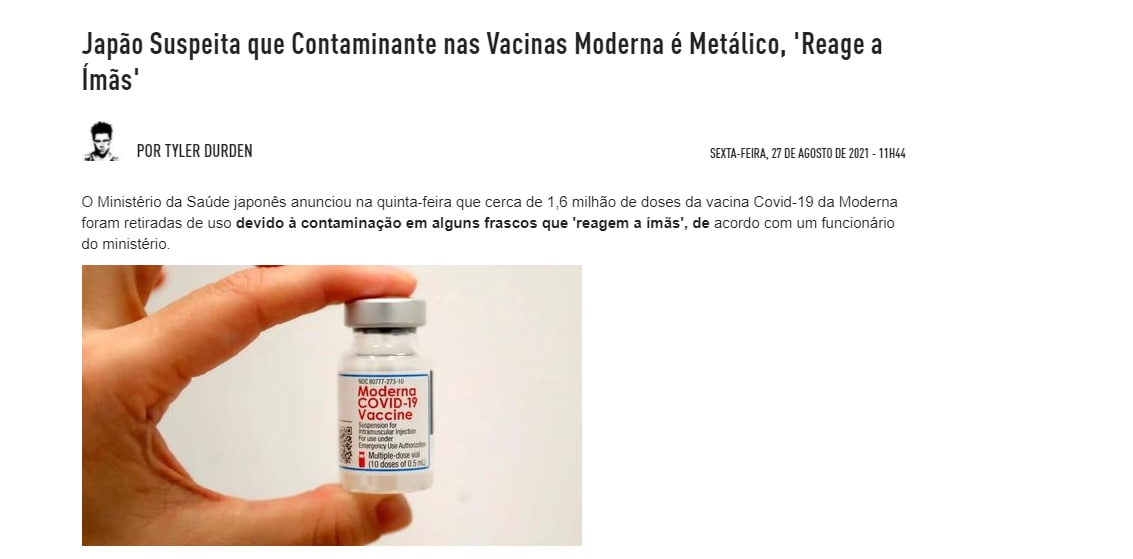 Japão Suspeita que Contaminante nas Vacinas Moderna é Metálico, 'Reage a
Ímãs'
POR TYLER DURDEN
SEXTA-FEIRA, 27 DE AGOSTO DE 2021 - 11H44
O Ministério da Saúde japonês anunciou na quinta-feira que cerca de 1,6 milhão de doses da vacina Covid-19 da Moderna
foram retiradas de uso devido à contaminação em alguns frascos que 'reagem a ímãs', de acordo com um funcionário
do ministério.
NDC 80777-273-10
Moderna
COVID-19
Vaccine
Suspension for
Intramuscular Injection
For use under
Emergency Use Authorization
Multiple-dose vial
(10 doses of 0.5 mL)